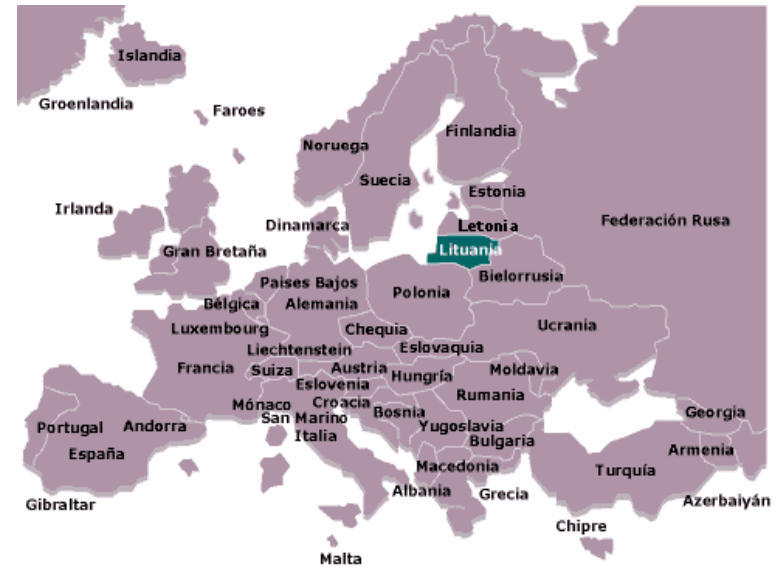 Islandia
Groenlandia
Faroes
Finlandia
Noruega
Suecia
Estonia
Irlanda
Dinamarca
Letonia
Federación Rusa
Gran Bretaña
Lituania
Bielorrusia
Paises Bajos
Polonia
Bélgica
Alemania
Luxembourg
Chequia
Ucrania
Liechtenstein
Eslovaquia
Francia
Suiza
Austria
Hungría
Moldavia
Eslovenia
Rumania
Mónaco
Croacia
Bosnia
Georgia
San Marino
Portugal
Andorra
Yugoslavia
Italia
Bulgaria
España
Armenia
Macedonia
Turquía
Albania
Grecia
Azerbaiyán
Gibraltar
Chipre
Malta